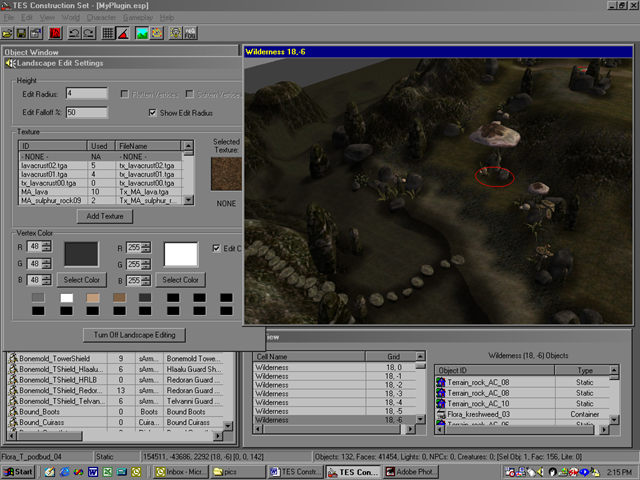 TES Construction Set - [MyPlugin.esp]
File Edit View World Character Gameplay Help
Object Window
Wilderness 18,-6
Landscape Edit Settings
Height
Edit Radius: 4
Flatten Vertices
Soften Vertices
Edit Falloff %: 50
Show Edit Radius
Texture
Selected Texture:
ID Used FileName
- NONE - NA - NONE -
lavacrust02.tga 5 tx_lavacrust02.tga
lavacrust01.tga 4 tx_lavacrust01.tga
tx_lavacrust00.tga 0 tx_lavacrust00.tga
MA_lava 10 Tx_MA_lava.tga
MA_sulphur_rock09 2 Tx_MA_sulphur_r...
NONE
Add Texture
Vertex Color
R 48 R 255 Edit C
G 48 G 255
B 48 Select Color B 255 Select Color
Turn Off Landscape Editing
Bonemold_TowerShield 9 sArm... Bonemold Towe...
Bonemold_TShield_Hlaalu... 6 sArm... Hlaalu Guard Sh...
Bonemold_TShield_HRLB 0 sArm... Redoran Guard ...
Bonemold_TShield_Redor... 13 sArm... Redoran Guard ...
Bonemold_TShield_Telvan... 6 sArm... Telvanni Guard ...
Bound_Boots 0 Boots Bound Boots
Bound_Cuirass 0 Cuira... Bound Cuirass
Cell Name Grid
Wilderness 18, 0
Wilderness 18, -1
Wilderness 18, -2
Wilderness 18, -3
Wilderness 18, -4
Wilderness 18, -5
Wilderness 18, -6
Wilderness (18, -6) Objects
Object ID Type
Terrain_rock_AC_08 Static
Terrain_rock_AC_08 Static
Terrain_rock_AC_10 Static
Flora_kreshweed_03 Container
Flora_T_podbud_04 Static 154511, -43686, 2292 (18, -6) [0, 0, 142] Objects: 132, Faces: 41454, Lights: 0, NPCs: 0, Creatures: 0; [Sel Obj: 1, Fac: 156, Lite: 0]
Start Inbox - Micr... pics TES Constr... TES Con... Adobe Phot... 2:15 PM